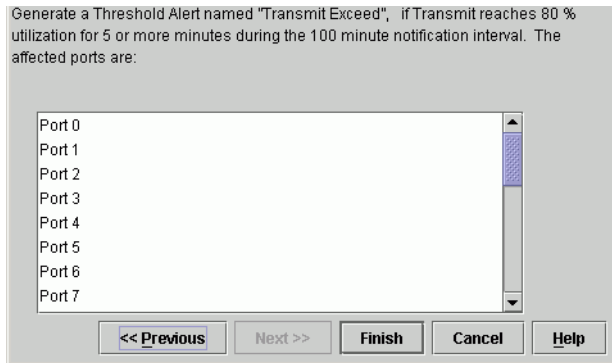 Generate a Threshold Alert named "Transmit Exceed",  if Transmit reaches 80 %
utilization for 5 or more minutes during the 100 minute notification interval. The
affected ports are:
Port 0
Port 1
Port 2
Port 3
Port 4
Port 5
Port 6
Port 7
<< Previous Next >> Finish Cancel Help